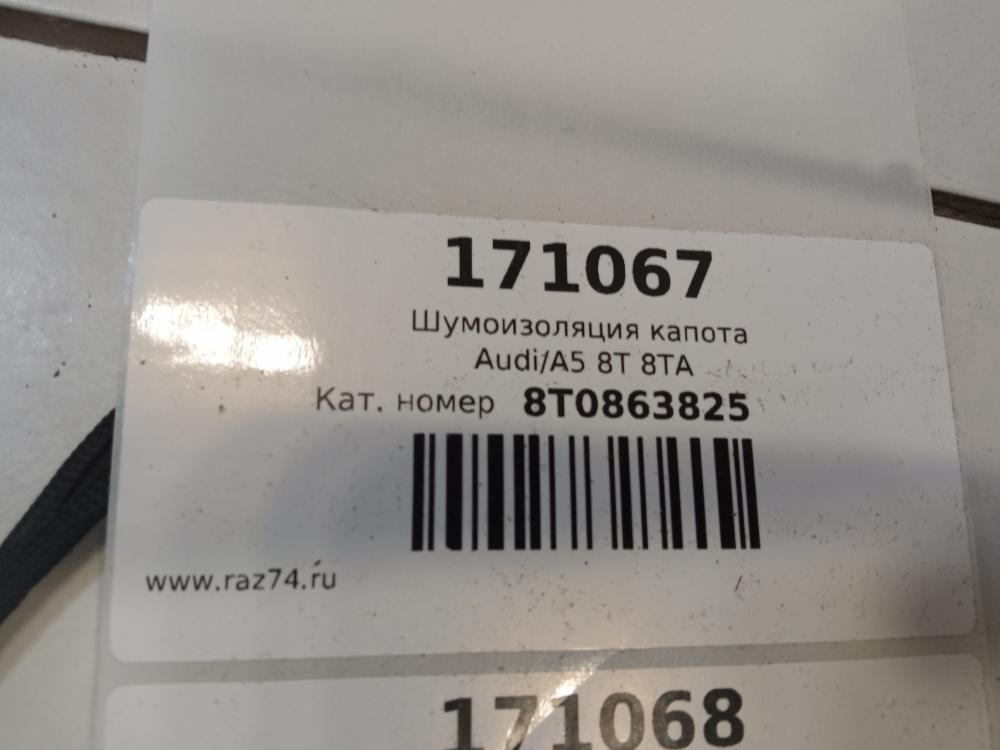 171067
Шумоизоляция капота
Audi/A5 8T 8TA
Кат. номер 8T0863825
www.raz74.ru
171068